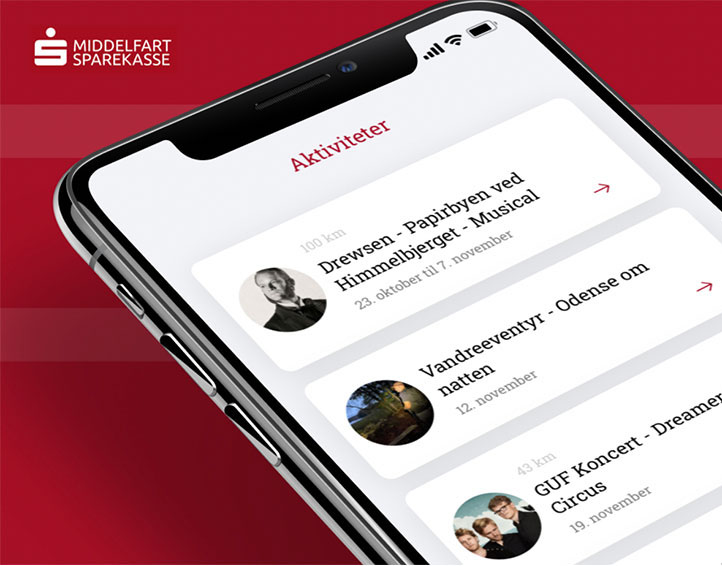 MIDDELFART
SPAREKASSE
Aktiviteter
100 km
Drewsen - Papirbyen ved
Himmelbjerget - Musical
23. oktober til 7. november
Vandreeventyr - Odense om
natten
12. november
43 km
GUF Koncert - Dreamer
Circus
19. november